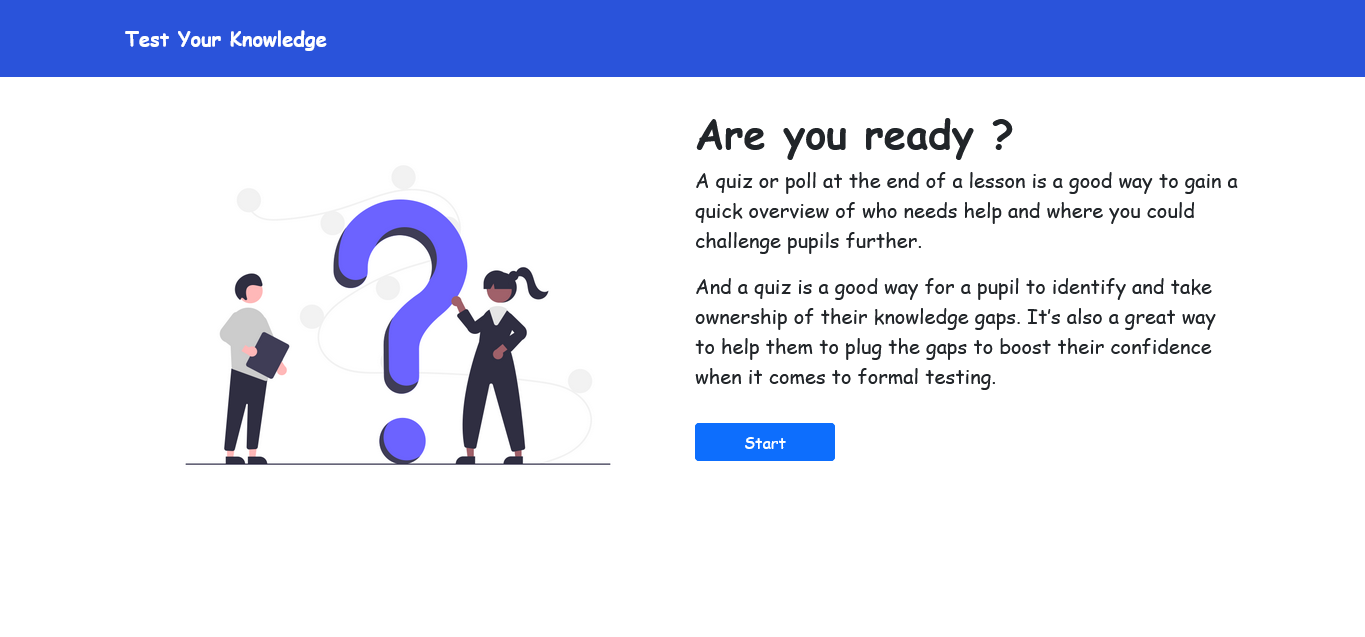 Test Your Knowledge
Are you ready ?
A quiz or poll at the end of a lesson is a good way to gain a
quick overview of who needs help and where you could
challenge pupils further.
And a quiz is a good way for a pupil to identify and take
ownership of their knowledge gaps. It’s also a great way
to help them to plug the gaps to boost their confidence
when it comes to formal testing.
Start